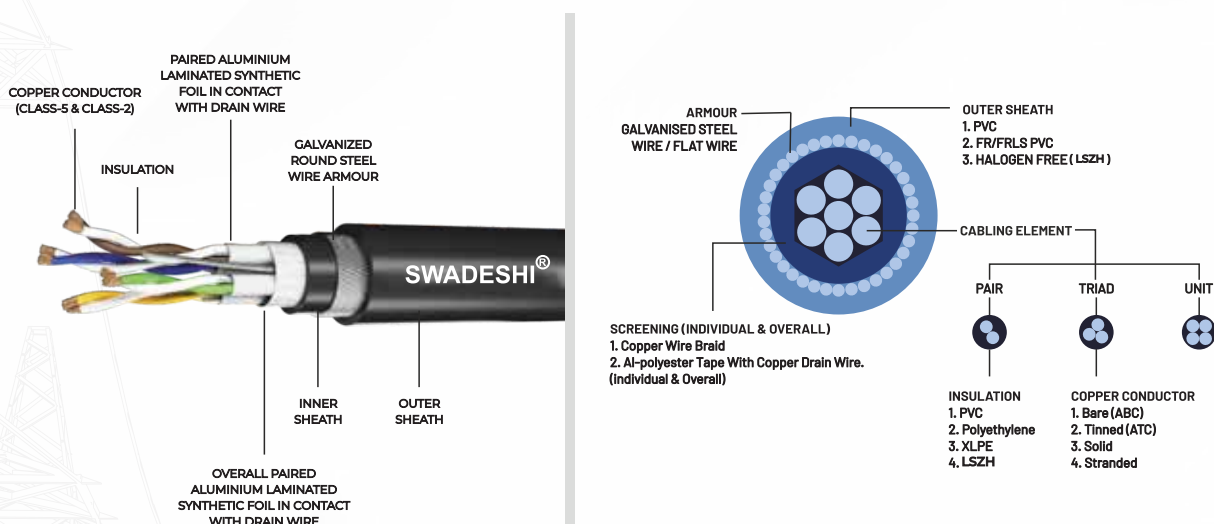 PAIRED ALUMINIUM
LAMINATED SYNTHETIC
FOIL IN CONTACT
WITH DRAIN WIRE
COPPER CONDUCTOR
(CLASS-5 & CLASS-2)
INSULATION
GALVANIZED
ROUND STEEL
WIRE ARMOUR
SWADESHI®
INNER
SHEATH
OUTER
SHEATH
OVERALL PAIRED
ALUMINIUM LAMINATED
SYNTHETIC FOIL IN CONTACT
WITH DRAIN WIRE
ARMOUR
GALVANISED STEEL
WIRE / FLAT WIRE
OUTER SHEATH
1. PVC
2. FR/FRLS PVC
3. HALOGEN FREE ( LSZH )
CABLING ELEMENT
PAIR
TRIAD
UNIT
SCREENING (INDIVIDUAL & OVERALL)
1. Copper Wire Braid
2. Al-polyester Tape With Copper Drain Wire.
(individual & Overall)
INSULATION
1. PVC
2. Polyethylene
3. XLPE
4. LSZH
COPPER CONDUCTOR
1. Bare (ABC)
2. Tinned (ATC)
3. Solid
4. Stranded